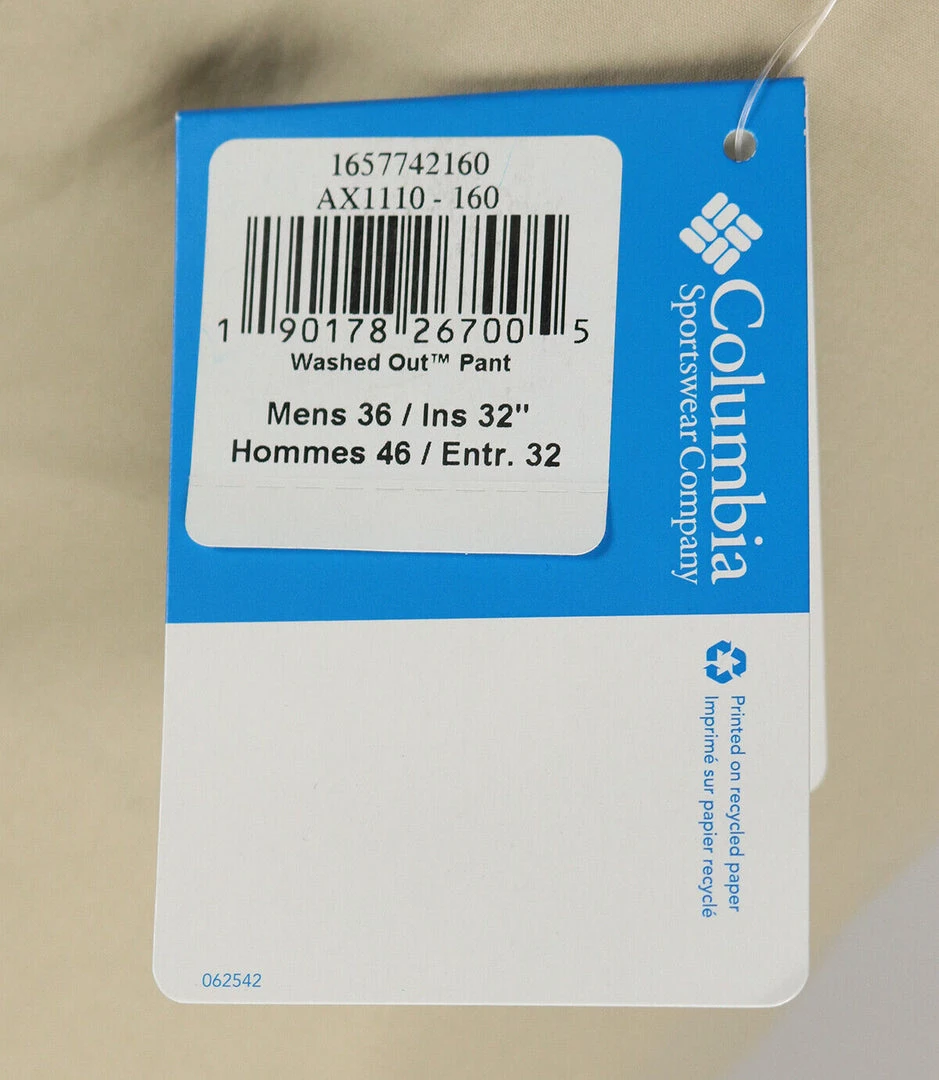 1657742160
AX1110 - 160
1 90178 26700 5
Washed Out™ Pant
Mens 36 / Ins 32"
Hommes 46 / Entr. 32
Columbia
Sportswear Company
Printed on recycled paper
Imprimé sur papier recyclé
062542